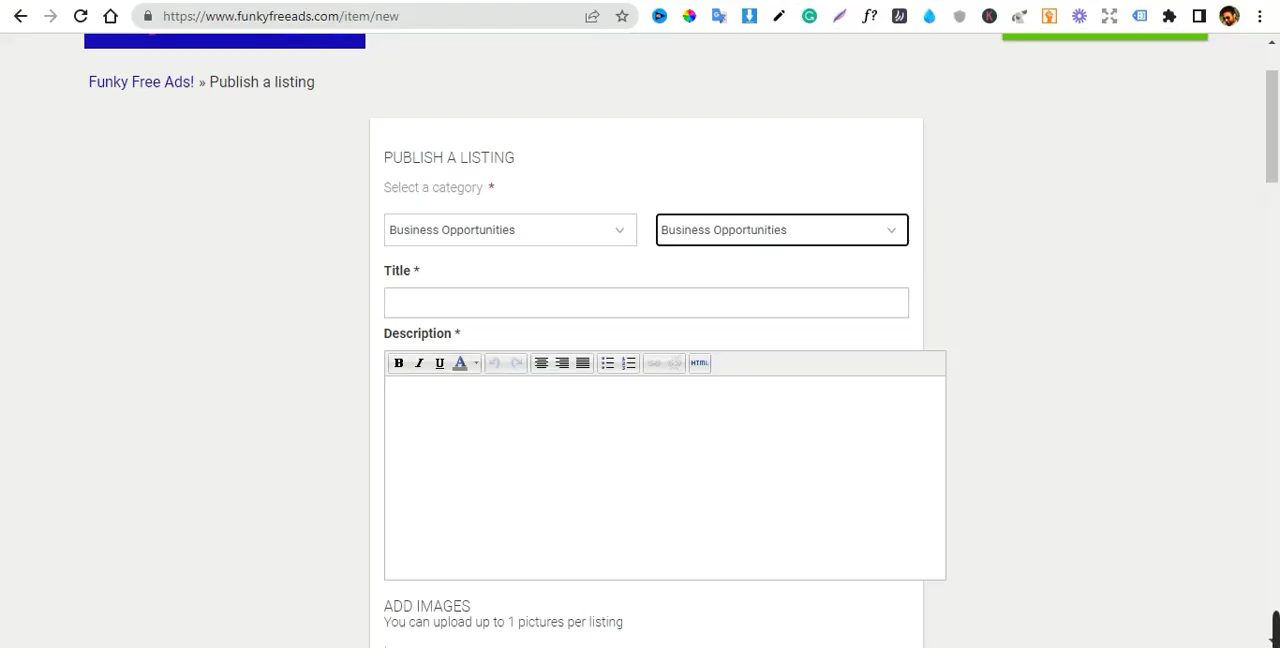 https://www.funkyfreeads.com/item/new
Funky Free Ads! » Publish a listing
PUBLISH A LISTING
Select a category *
Business Opportunities
Business Opportunities
Title *
Description *
B I U A HTML
ADD IMAGES
You can upload up to 1 pictures per listing